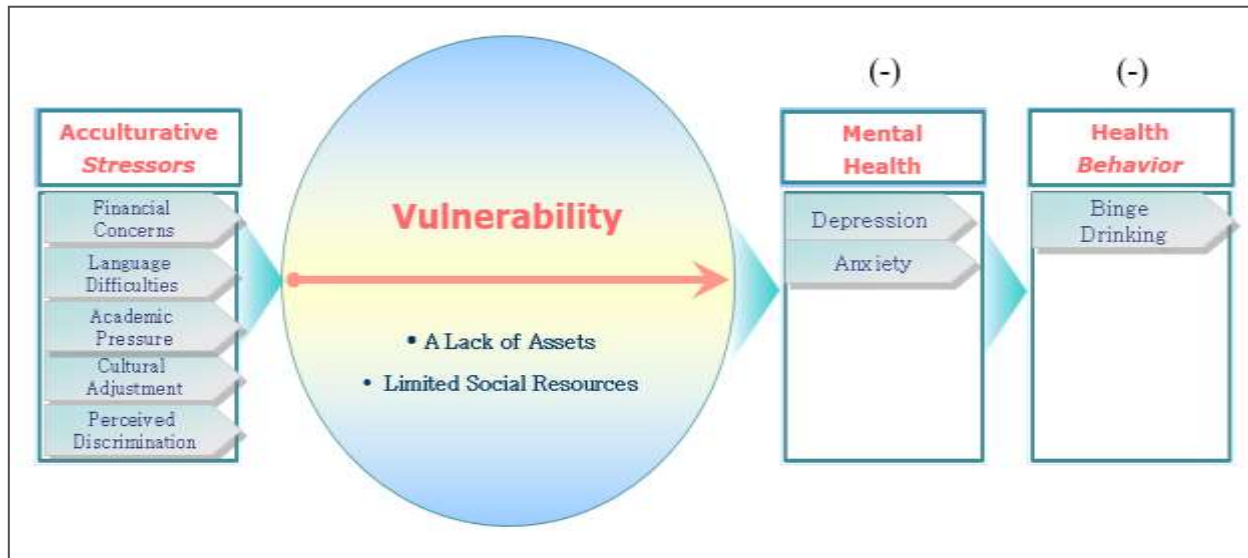 (-)
(-)
Acculturative
Stressors
Financial
Concerns
Language
Difficulties
Academic
Pressure
Cultural
Adjustment
Perceived
Discrimination
Vulnerability
• A Lack of Assets
• Limited Social Resources
Mental
Health
Depression
Anxiety
Health
Behavior
Binge
Drinking